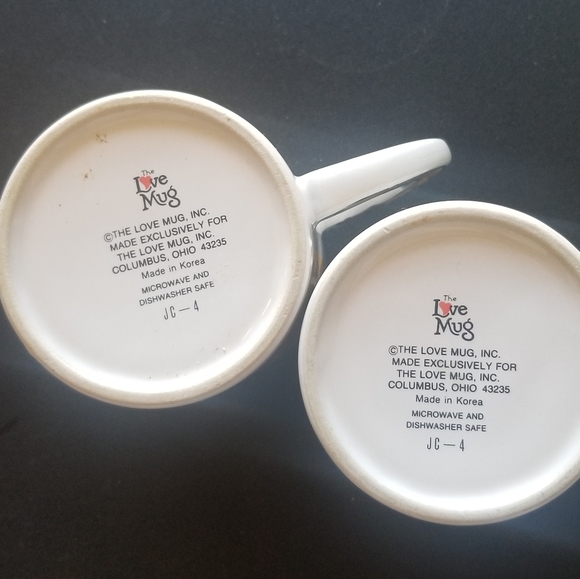 The
Love
Mug
©THE LOVE MUG, INC.
MADE EXCLUSIVELY FOR
THE LOVE MUG, INC.
COLUMBUS, OHIO 43235
Made in Korea
MICROWAVE AND
DISHWASHER SAFE
JC—4
The
Love
Mug
©THE LOVE MUG, INC.
MADE EXCLUSIVELY FOR
THE LOVE MUG, INC.
COLUMBUS, OHIO 43235
Made in Korea
MICROWAVE AND
DISHWASHER SAFE
JC—4